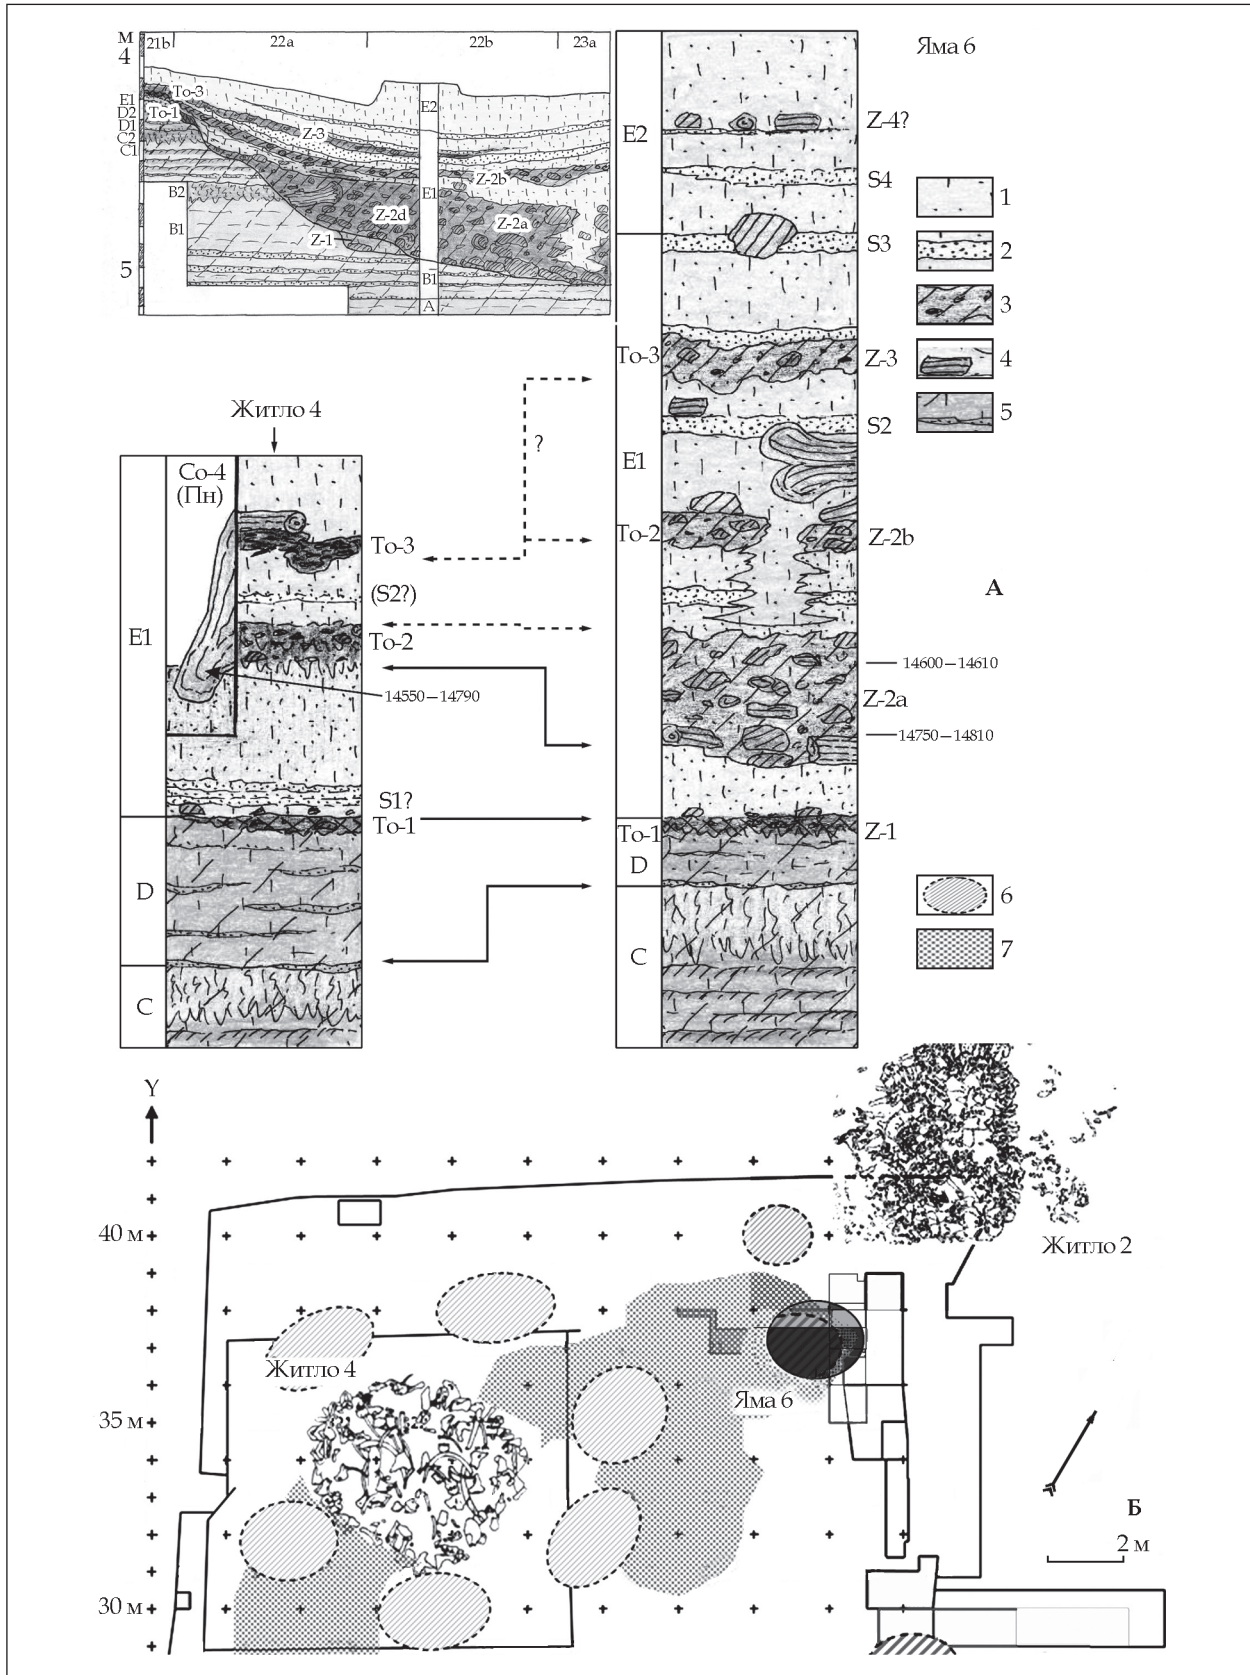 м
21b
22a
22b
23a
4
E1
D2
D1
C2
C1
B2
B1
5
To-3
To-1
Z-3
E2
Z-2b
E1
Z-2d
Z-2a
Z-1
B1
A
Яма 6
E2
Z-4?
S4
S3
1
2
3
4
5
To-3
Z-3
S2
E1
To-2
Z-2b
А
14600–14610
Z-2a
14750–14810
To-1
Z-1
D
C
6
7
?
Житло 4
Co-4
(Пн)
To-3
(S2?)
E1
To-2
14550–14790
S1?
To-1
D
C
Y
40 м
Житло 2
Житло 4
35 м
Яма 6
Б
2 м
30 м